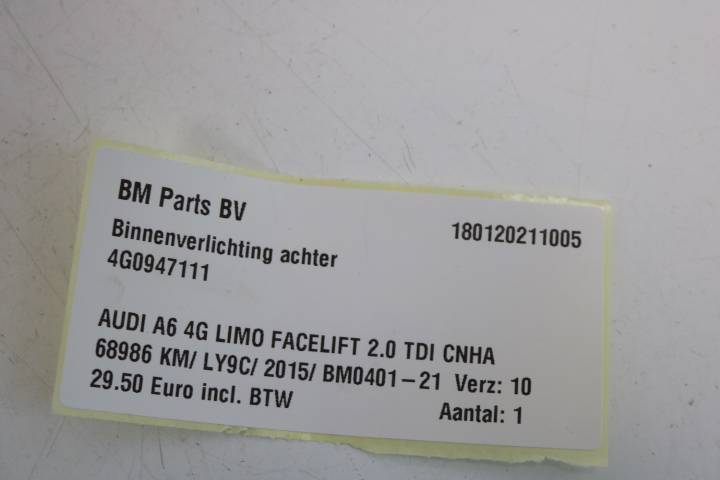 BM Parts BV
180120211005
Binnenverlichting achter
4G0947111
AUDI A6 4G LIMO FACELIFT 2.0 TDI CNHA
68986 KM/ LY9C/ 2015/ BM0401-21 Verz: 10
29.50 Euro incl. BTW
Aantal: 1